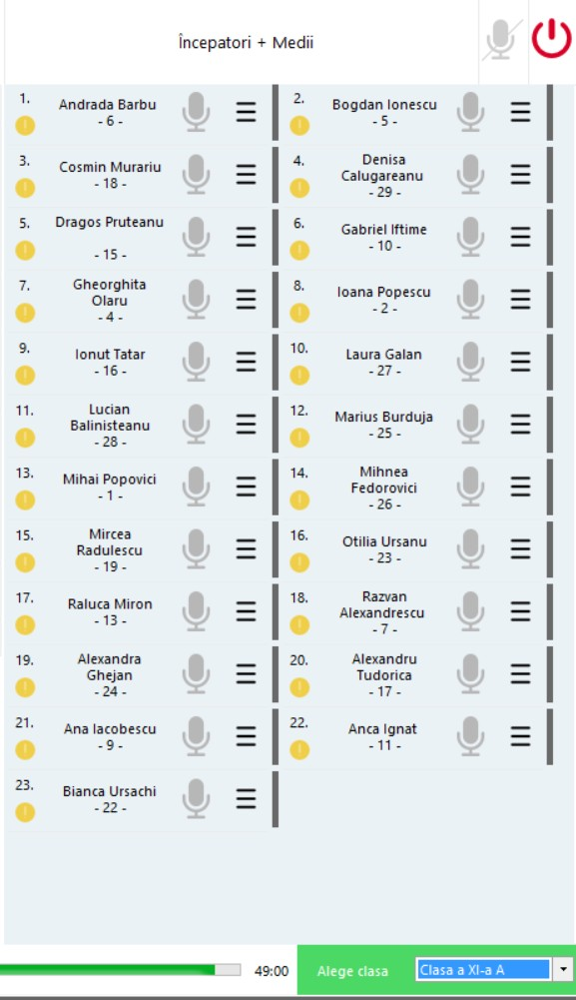 Începatori + Medii
1.
Andrada Barbu
- 6 -
2.
Bogdan Ionescu
- 5 -
3.
Cosmin Murariu
- 18 -
4.
Denisa
Calugareanu
- 29 -
5.
Dragos Pruteanu
- 15 -
6.
Gabriel Iftime
- 10 -
7.
Gheorghita
Olaru
- 4 -
8.
Ioana Popescu
- 2 -
9.
Ionut Tatar
- 16 -
10.
Laura Galan
- 27 -
11.
Lucian
Balinisteanu
- 28 -
12.
Marius Burduja
- 25 -
13.
Mihai Popovici
- 1 -
14.
Mihnea
Fedorovici
- 26 -
15.
Mircea
Radulescu
- 19 -
16.
Otilia Ursanu
- 23 -
17.
Raluca Miron
- 13 -
18.
Razvan
Alexandrescu
- 7 -
19.
Alexandra
Ghejan
- 24 -
20.
Alexandru
Tudorica
- 17 -
21.
Ana Iacobescu
- 9 -
22.
Anca Ignat
- 11 -
23.
Bianca Ursachi
- 22 -
49:00
Alege clasa
Clasa a XI-a A